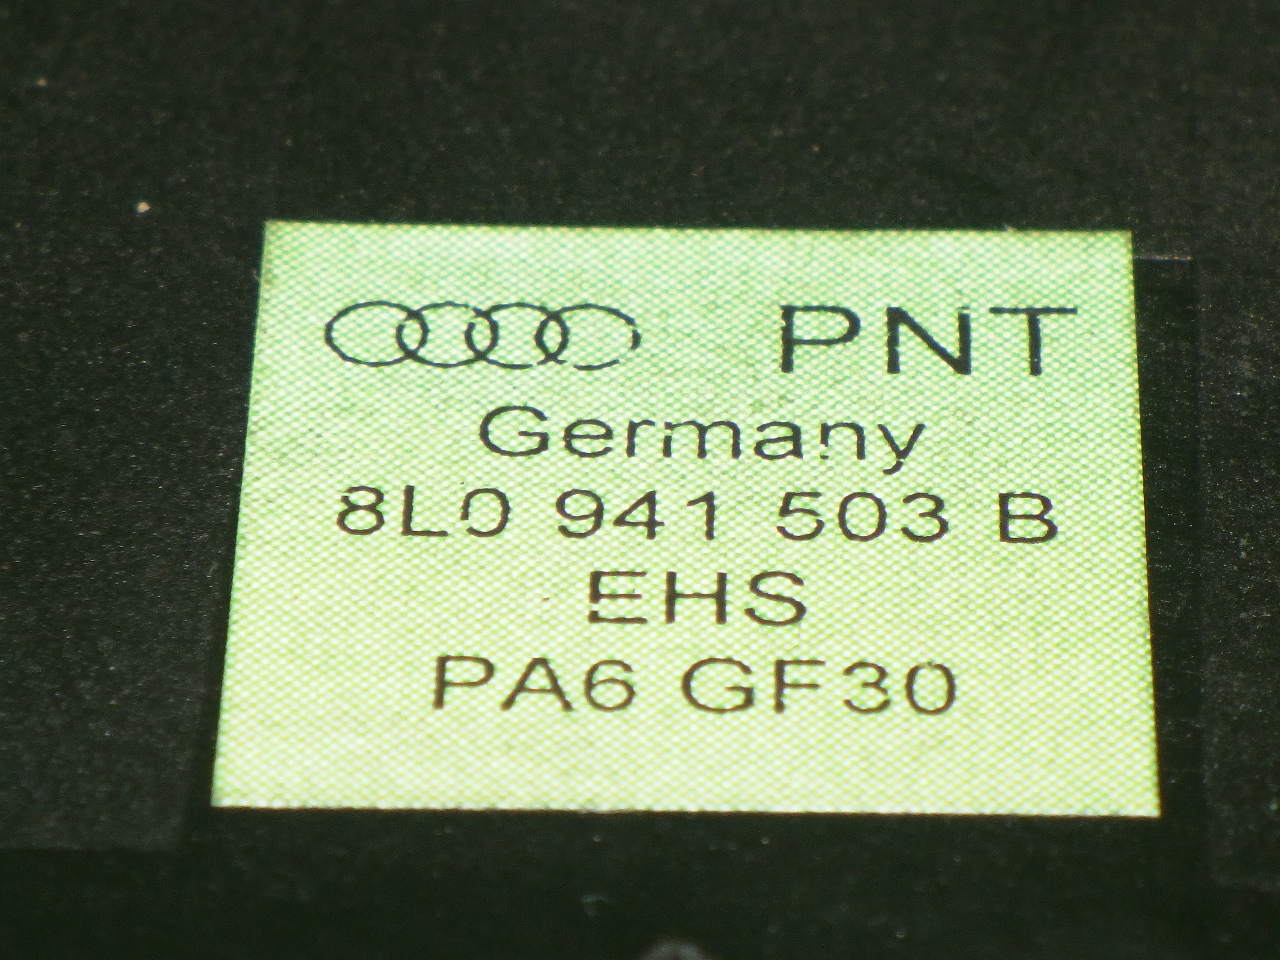 PNT
Germany
8L0 941 503 B
EHS
PA6 GF30